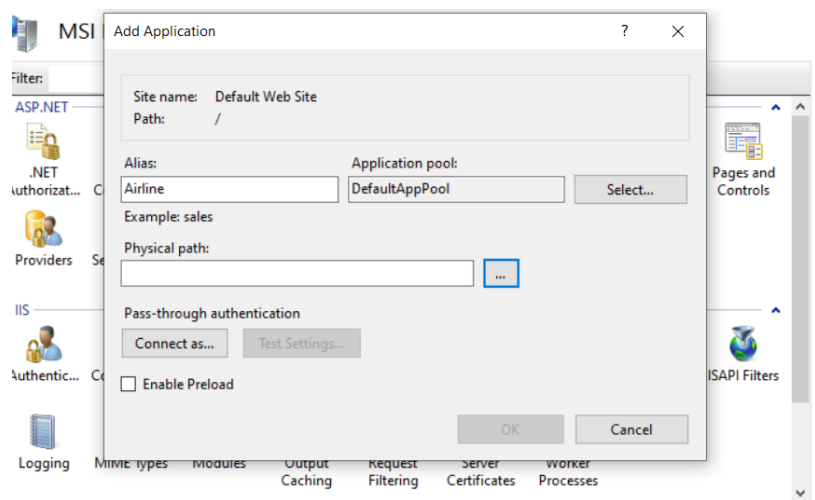 MSI
Add Application
Filter:
ASP.NET
Site name: Default Web Site
Path: /
.NET
Pages and
Controls
Alias:
Application pool:
Airline
DefaultAppPool
Select...
Example: sales
Providers
Physical path:
...
IIS
Pass-through authentication
Connect as...
Test Settings...
Authentic...
ISAPI Filters
Enable Preload
OK
Cancel
Logging
MIME Types
Modules
Output
Caching
Request
Filtering
Server
Certificates
Worker
Processes